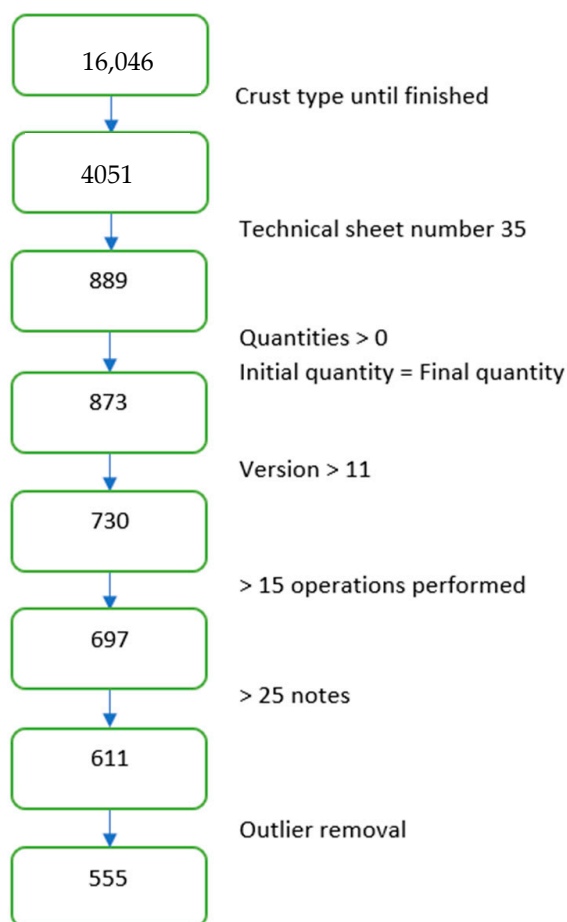 16,046
Crust type until finished
4051
Technical sheet number 35
889
Quantities > 0
Initial quantity = Final quantity
873
Version > 11
730
> 15 operations performed
697
> 25 notes
611
Outlier removal
555